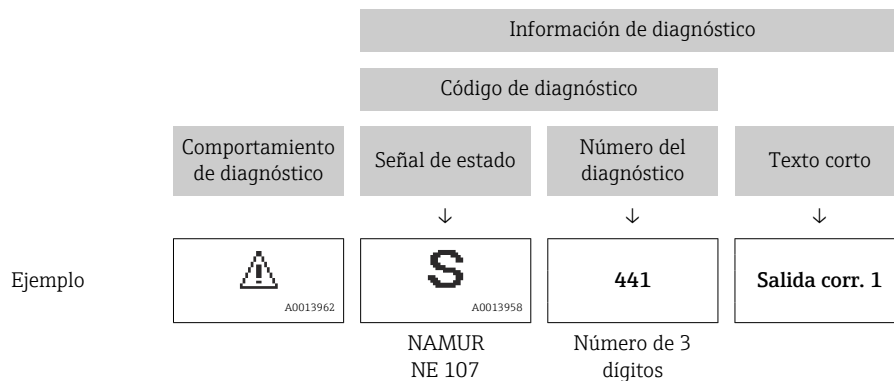 Información de diagnóstico
Código de diagnóstico
Comportamiento
de diagnóstico
Señal de estado
Número del
diagnóstico
Texto corto
↓ ↓ ↓
Ejemplo
⚠
A0013962
S
A0013958
441
Salida corr. 1
NAMUR
NE 107
Número de 3
dígitos